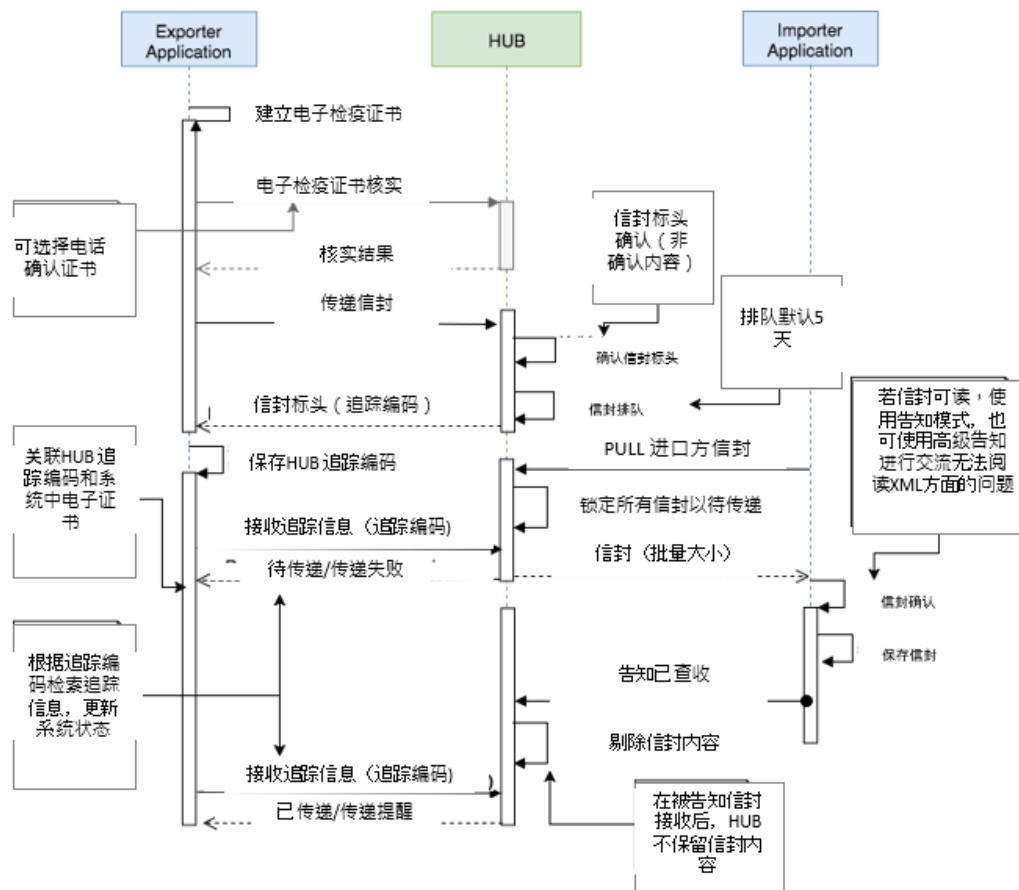 Exporter
Application
HUB
Importer
Application
建立电子检疫证书
电子检疫证书核实
可选择电话
确认证书
核实结果
信封标头
确认（非
确认内容）
传递信封
排队默认5
天
确认信封标头
信封标头（追踪编码）
信封排队
若信封可读，使
用告知模式，也
可使用高级告知
进行交流无法阅
读XML方面的问题
关联HUB 追
踪编码和系
统中电子证
书
保存HUB 追踪编码
PULL 进口方信封
锁定所有信封以待传递
接收追踪信息（追踪编码)
信封（批量大小）
待传递/传递失败
信封确认
保存信封
根据追踪编
码检索追踪
信息，更新
系统状态
告知已查收
剔除信封内容
接收追踪信息（追踪编码)
已传递/传递提醒
在被告知信封
接收后，HUB
不保留信封内
容